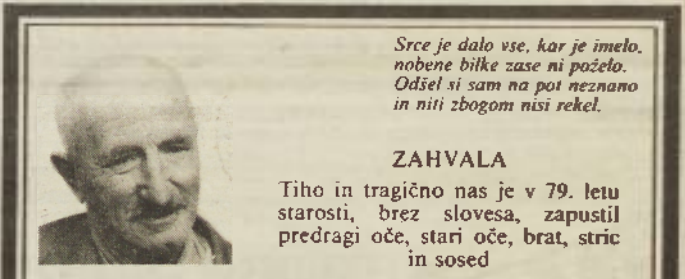 Srce je dalo vse, kar je imelo,
nobene bilke zase ni poželo.
Odšel si sam na pot neznano
in niti zbogom nisi rekel.
ZAHVALA
Tiho in tragično nas je v 79. letu
starosti, brez slovesa, zapustil
predragi oče, stari oče, brat, stric
in sosed